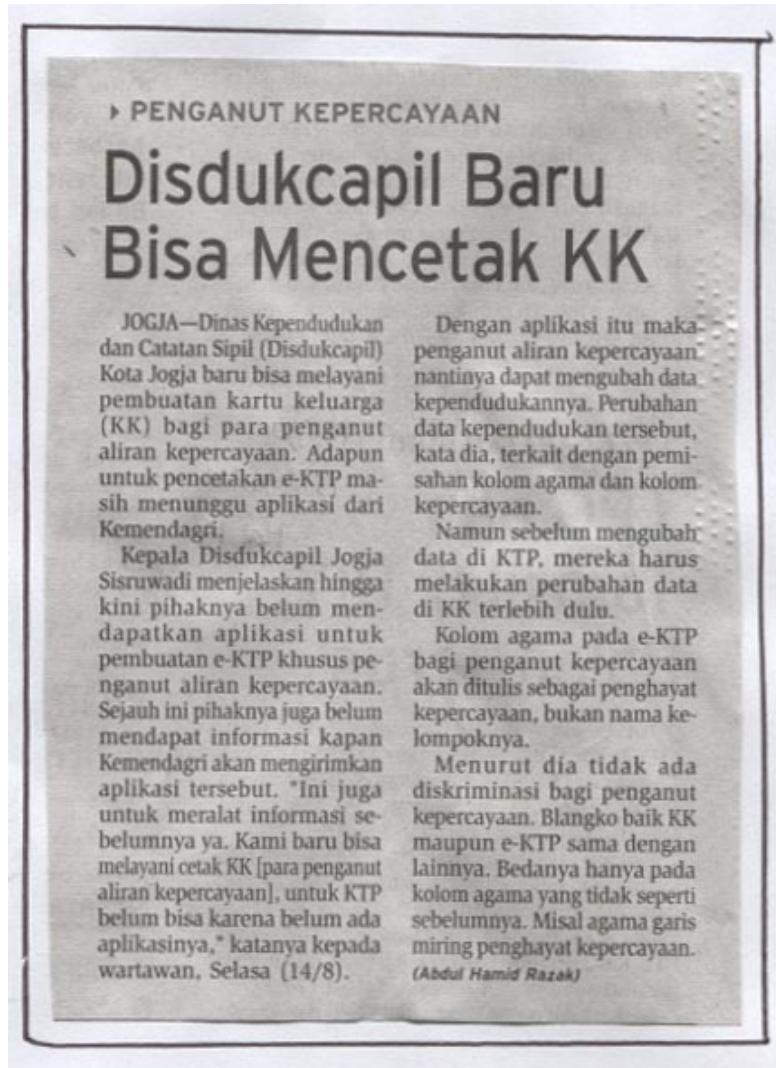 PENGANUT KEPERCAYAAN
Disdukcapil Baru
Bisa Mencetak KK
JOGJA—Dinas Kependudukan
dan Catatan Sipil (Disdukcapil)
Kota Jogja baru bisa melayani
pembuatan kartu keluarga
(KK) bagi para penganut
aliran kepercayaan. Adapun
untuk pencetakan e-KTP ma-
sih menunggu aplikasi dari
Kemendagri.
Kepala Disdukcapil Jogja
Sisruwadi menjelaskan hingga
kini pihaknya belum men-
dapatkan aplikasi untuk
pembuatan e-KTP khusus pe-
nganut aliran kepercayaan.
Sejauh ini pihaknya juga belum
mendapat informasi kapan
Kemendagri akan mengirimkan
aplikasi tersebut. "Ini juga
untuk meralat informasi se-
belumnya ya. Kami baru bisa
melayani cetak KK [para penganut
aliran kepercayaan], untuk KTP
belum bisa karena belum ada
aplikasinya," katanya kepada
wartawan, Selasa (14/8).
Dengan aplikasi itu maka
penganut aliran kepercayaan
nantinya dapat mengubah data
kependudukannya. Perubahan
data kependudukan tersebut,
kata dia, terkait dengan pemi-
sahan kolom agama dan kolom
kepercayaan.
Namun sebelum mengubah
data di KTP, mereka harus
melakukan perubahan data
di KK terlebih dulu.
Kolom agama pada e-KTP
bagi penganut kepercayaan
akan ditulis sebagai penghayat
kepercayaan, bukan nama ke-
lompoknya.
Menurut dia tidak ada
diskriminasi bagi penganut
kepercayaan. Blangko baik KK
maupun e-KTP sama dengan
lainnya. Bedanya hanya pada
kolom agama yang tidak seperti
sebelumnya. Misal agama garis
miring penghayat kepercayaan.
(Abdul Hamid Razak)